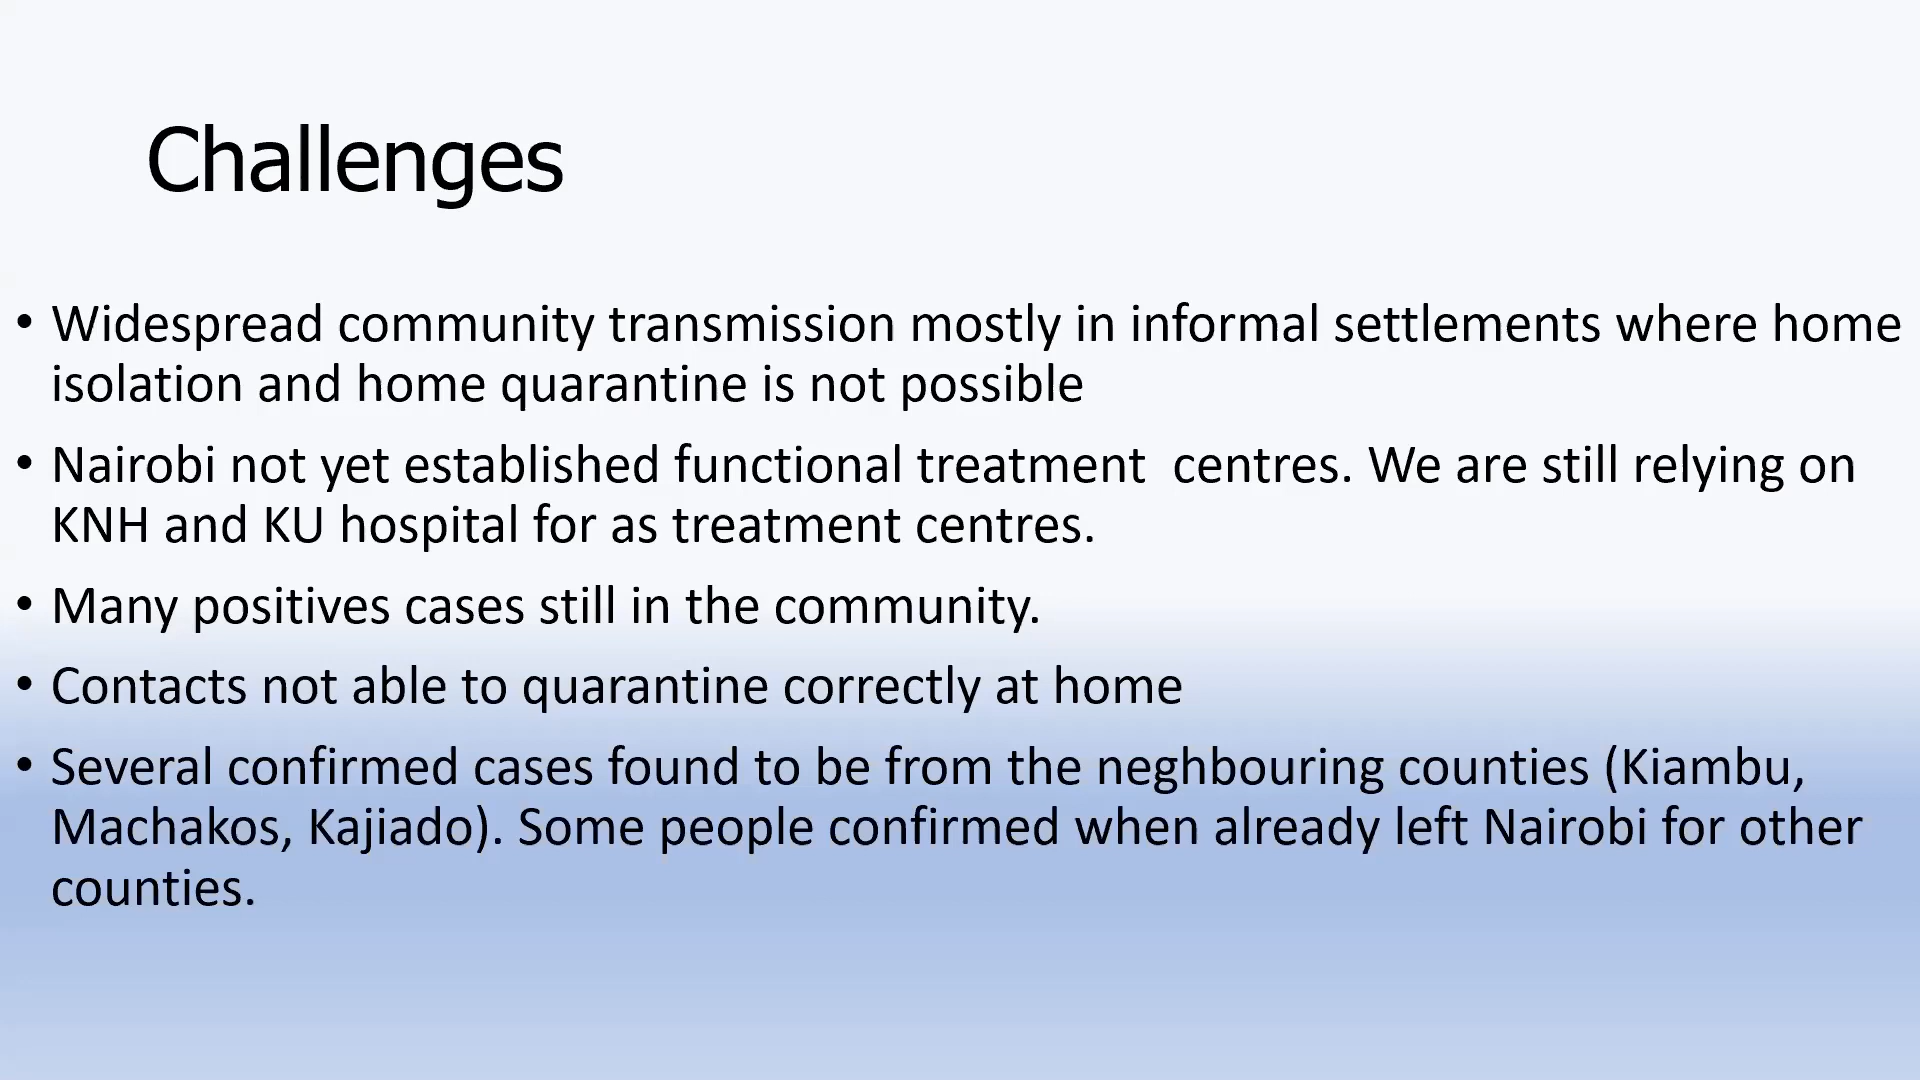 Challenges
• Widespread community transmission mostly in informal settlements where home
isolation and home quarantine is not possible
• Nairobi not yet established functional treatment  centres. We are still relying on
KNH and KU hospital for as treatment centres.
• Many positives cases still in the community.
• Contacts not able to quarantine correctly at home
• Several confirmed cases found to be from the neghbouring counties (Kiambu,
Machakos, Kajiado). Some people confirmed when already left Nairobi for other
counties.